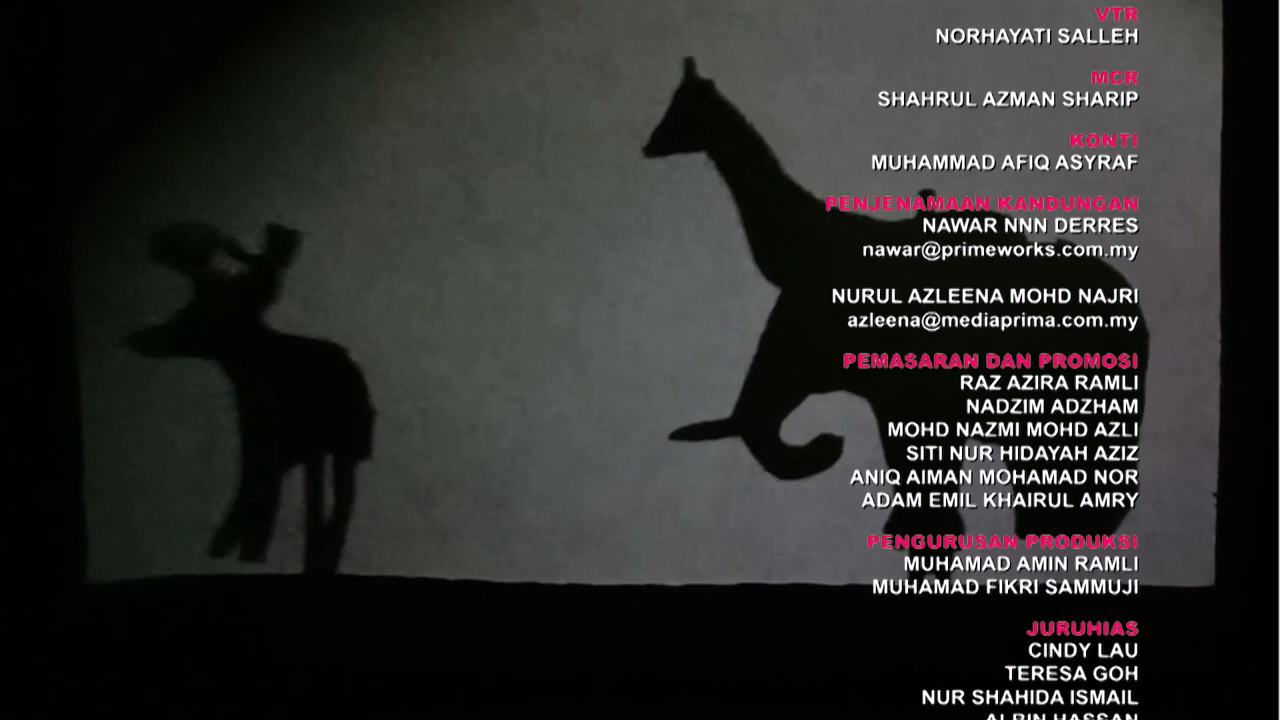 VTR
NORHAYATI SALLEH
MCR
SHAHRUL AZMAN SHARIP
KONTI
MUHAMMAD AFIQ ASYRAF
PENJENAMAAN KANDUNGAN
NAWAR NNN DERRES
nawar@primeworks.com.my
NURUL AZLEENA MOHD NAJRI
azleena@mediaprima.com.my
PEMASARAN DAN PROMOSI
RAZ AZIRA RAMLI
NADZIM ADZHAM
MOHD NAZMI MOHD AZLI
SITI NUR HIDAYAH AZIZ
ANIQ AIMAN MOHAMAD NOR
ADAM EMIL KHAIRUL AMRY
PENGURUSAN PRODUKSI
MUHAMAD AMIN RAMLI
MUHAMAD FIKRI SAMMUJI
JURUHIAS
CINDY LAU
TERESA GOH
NUR SHAHIDA ISMAIL
ALBIN HASSAN